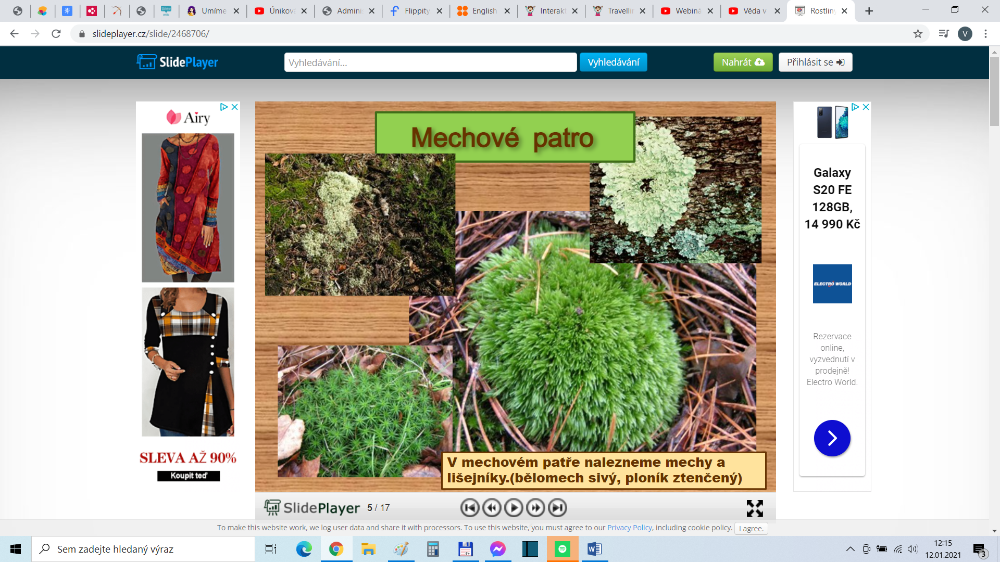 Umíme
Úniková
Adminis
Flippity
English
Interakt
Travellin
Webiná
Věda v
Rostliny
slideplayer.cz/slide/2468706/
V
SlidePlayer
Vyhledávání...
Vyhledávání
Nahrát
Přihlásit se
Airy
SLEVA AŽ 90%
Koupit teď
Mechové patro
V mechovém patře nalezneme mechy a
lišejníky.(bělomech sivý, ploník ztenčený)
Galaxy
S20 FE
128GB,
14 990 Kč
ELECTRO WORLD
Rezervace
online,
vyzvednutí v
prodejně!
Electro World.
SlidePlayer 5 / 17
To make this website work, we log user data and share it with processors. To use this website, you must agree to our Privacy Policy, including cookie policy. I agree.
Sem zadejte hledaný výraz
12:15
12.01.2021
3